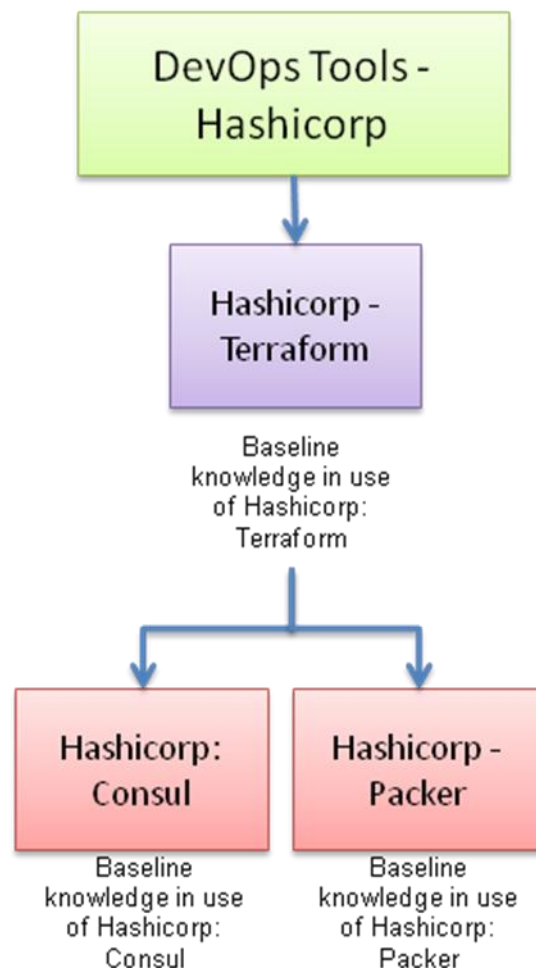 DevOps Tools -
Hashicorp
Hashicorp -
Terraform
Baseline
knowledge in use
of Hashicorp:
Terraform
Hashicorp:
Consul
Baseline
knowledge in use
of Hashicorp:
Consul
Hashicorp -
Packer
Baseline
knowledge in use
of Hashicorp:
Packer